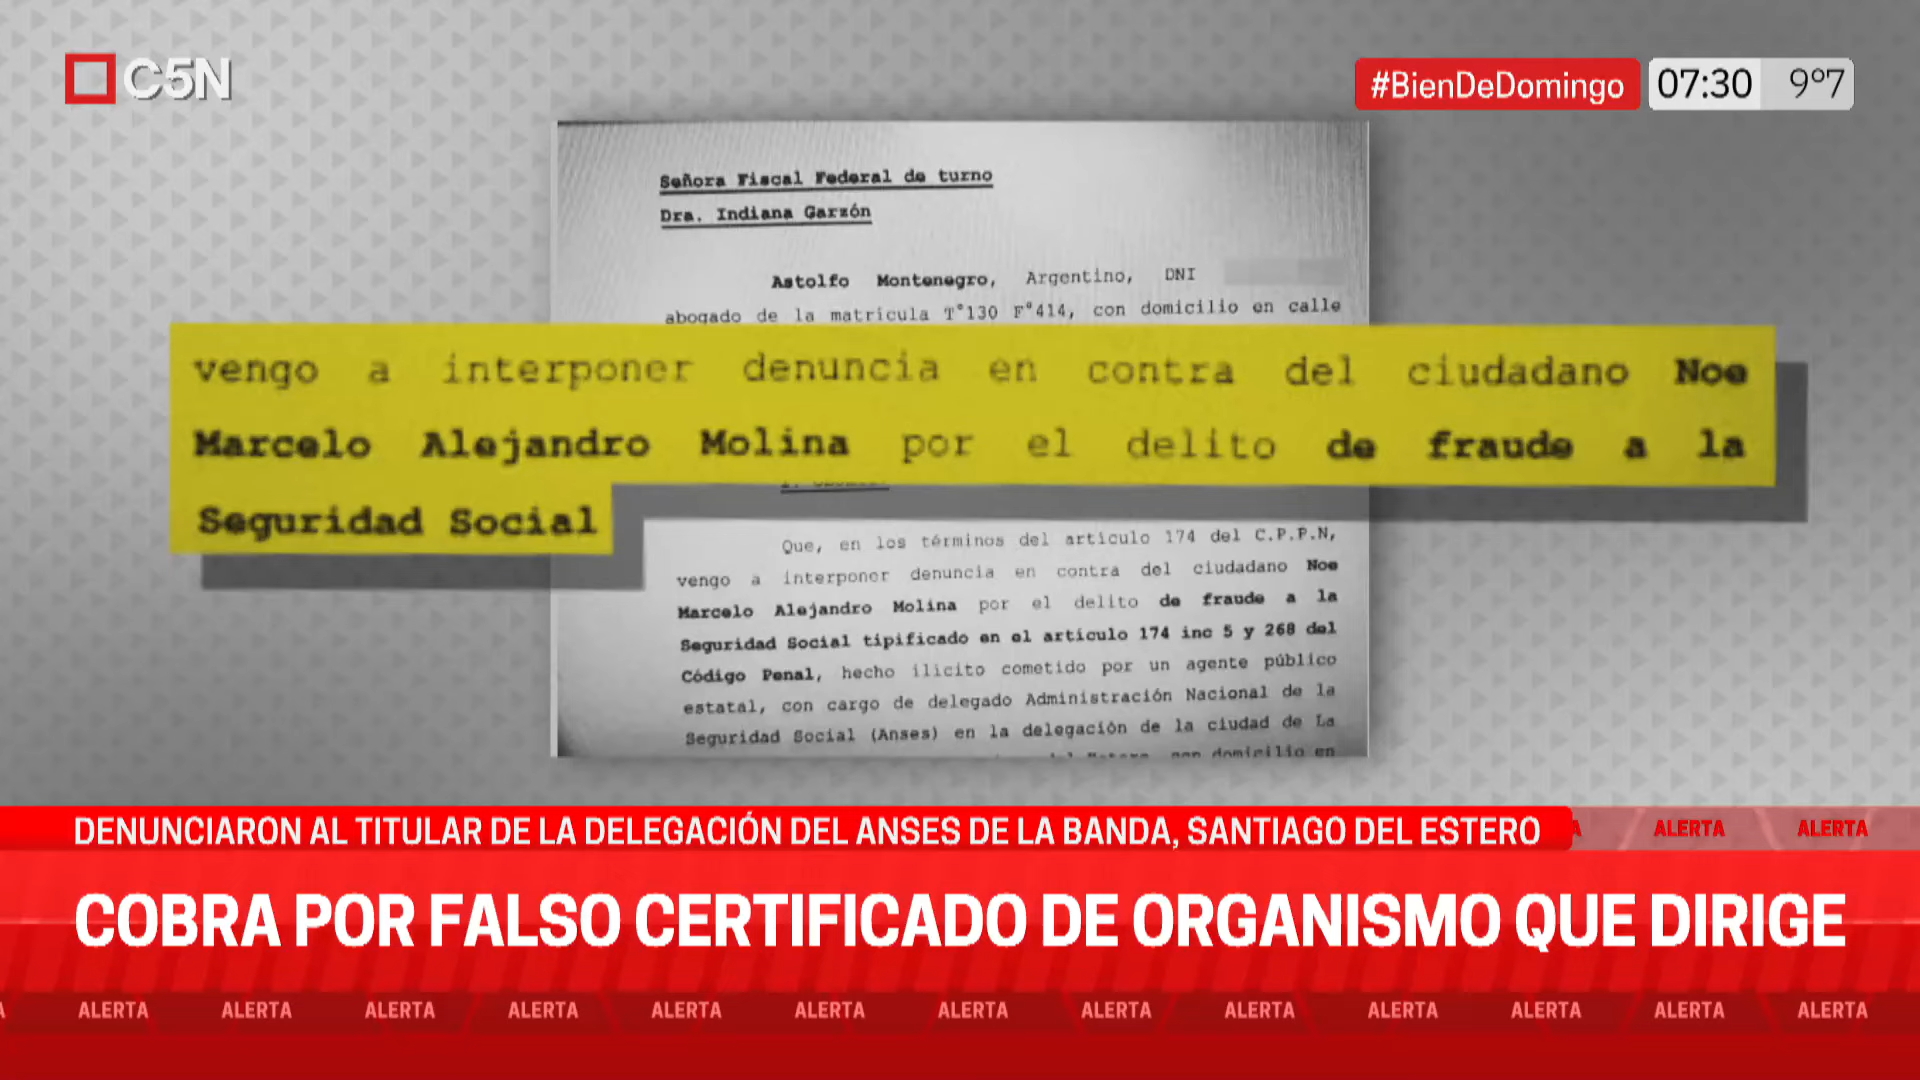 C5N
#BienDeDomingo 07:30 9°7
Señora Fiscal Federal de turno
Dra. Indiana Garzón
Astolfo Montenegro, Argentino, DNI
abogado de la matrícula T°130 F°414, con domicilio en calle
vengo a interponer denuncia en contra del ciudadano Noe
Marcelo Alejandro Molina por el delito de fraude a la
Seguridad Social
Que, en los términos del artículo 174 del C.P.P.N,
vengo a interponer denuncia en contra del ciudadano Noe
Marcelo Alejandro Molina por el delito de fraude a la
Seguridad Social tipificado en el artículo 174 inc 5 y 268 del
Código Penal, hecho ilícito cometido por un agente público
estatal, con cargo de delegado Administración Nacional de la
Seguridad Social (Anses) en la delegación de la ciudad de La
con domicilio en
DENUNCIARON AL TITULAR DE LA DELEGACIÓN DEL ANSES DE LA BANDA, SANTIAGO DEL ESTERO
ALERTA ALERTA
COBRA POR FALSO CERTIFICADO DE ORGANISMO QUE DIRIGE
ALERTA ALERTA ALERTA ALERTA ALERTA ALERTA ALERTA ALERTA ALERTA ALERTA ALERTA ALERTA ALERTA